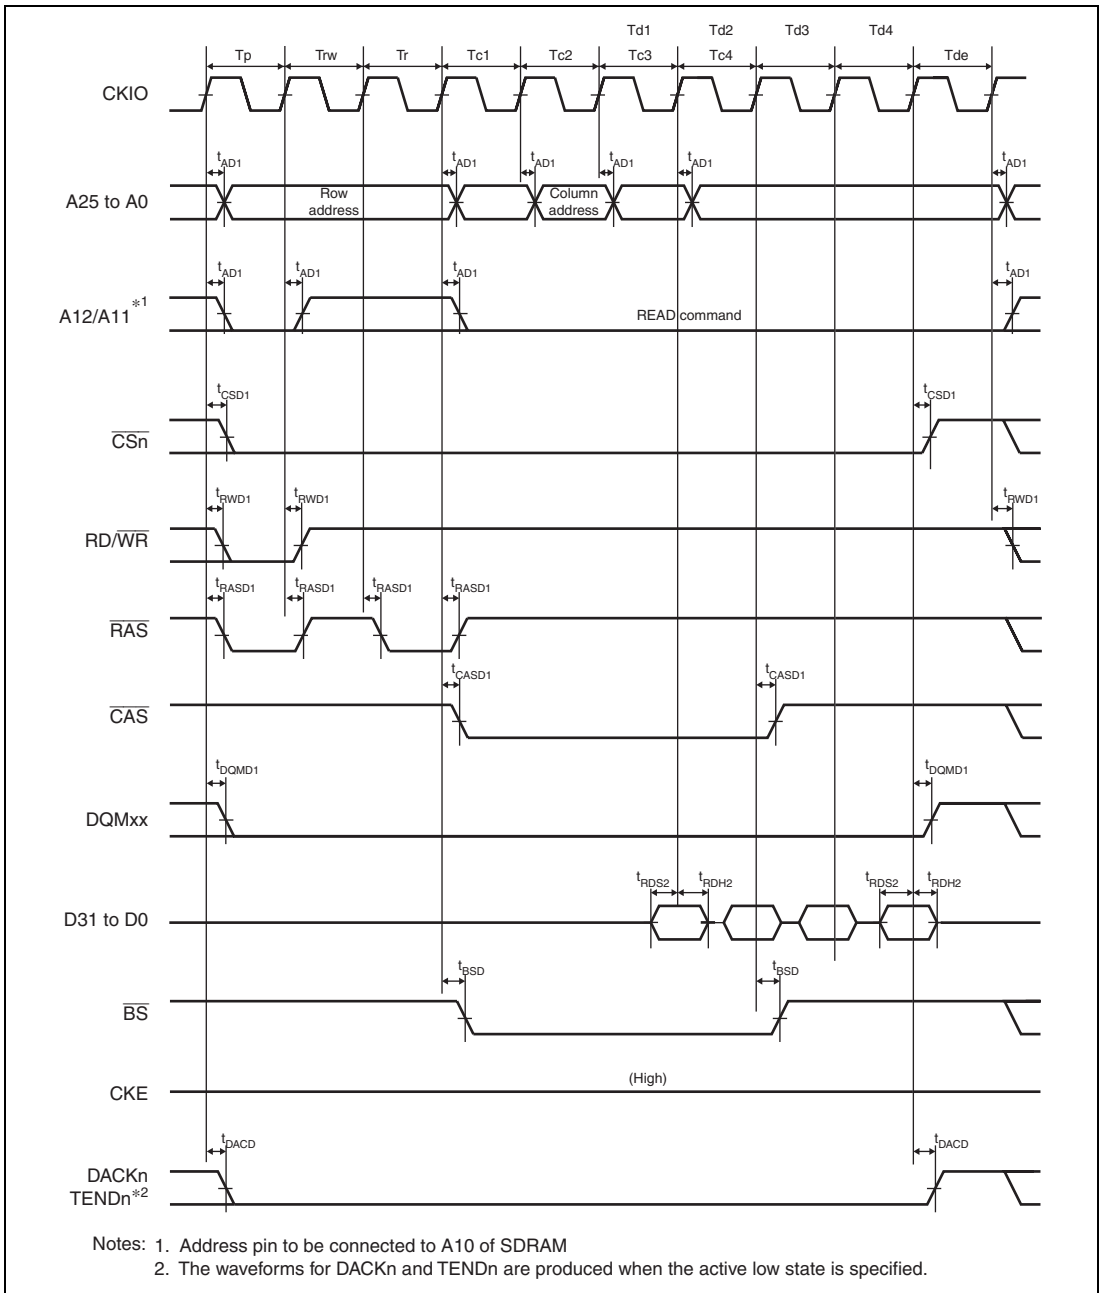 Td1 Td2 Td3 Td4
Tp Trw Tr Tc1 Tc2 Tc3 Tc4 Tde
CKIO
tAD1 tAD1 tAD1 tAD1 tAD1 tAD1
A25 to A0
Row address
Column address
tAD1 tAD1 tAD1 tAD1
A12/A11 *1
READ command
tCSD1 tCSD1
CSn
tRWD1 tRWD1 tRWD1
RD/WR
tRASD1 tRASD1 tRASD1 tRASD1
RAS
tCASD1 tCASD1
CAS
tDQMD1 tDQMD1
DQMxx
tRDS2 tRDH2 tRDS2 tRDH2
D31 to D0
tBSD tBSD
BS
(High)
CKE
tDACD tDACD
DACKn
TENDn*2
Notes: 1. Address pin to be connected to A10 of SDRAM
2. The waveforms for DACKn and TENDn are produced when the active low state is specified.